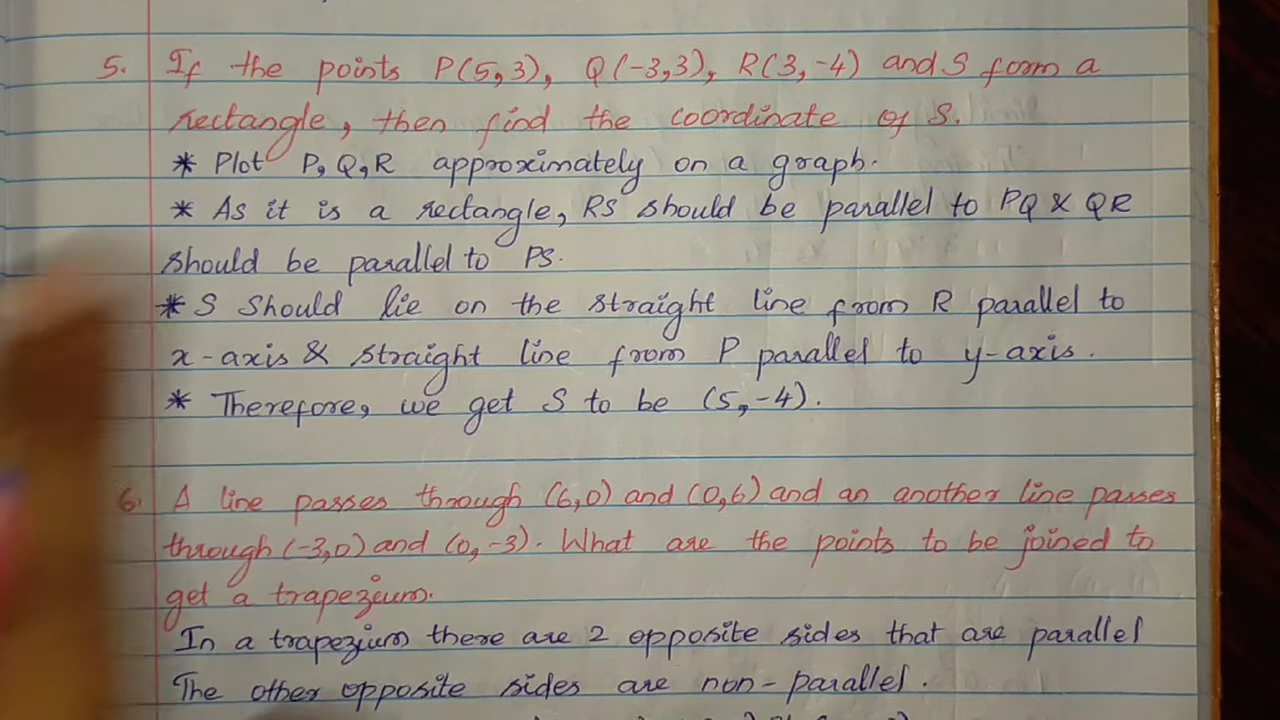 5. If the points P(5,3), Q(-3,3), R(3,-4) and S form a
rectangle, then find the coordinate of S.
* Plot P, Q, R approximately on a graph.
* As it is a rectangle, RS should be parallel to PQ & QR
should be parallel to PS.
* S should lie on the straight line from R parallel to
x-axis & straight line from P parallel to y-axis.
* Therefore, we get S to be (5,-4).
6. A line passes through (6,0) and (0,6) and an another line passes
through (-3,0) and (0,-3). What are the points to be joined to
get a trapezium.
In a trapezium there are 2 opposite sides that are parallel
The other opposite sides are non-parallel.